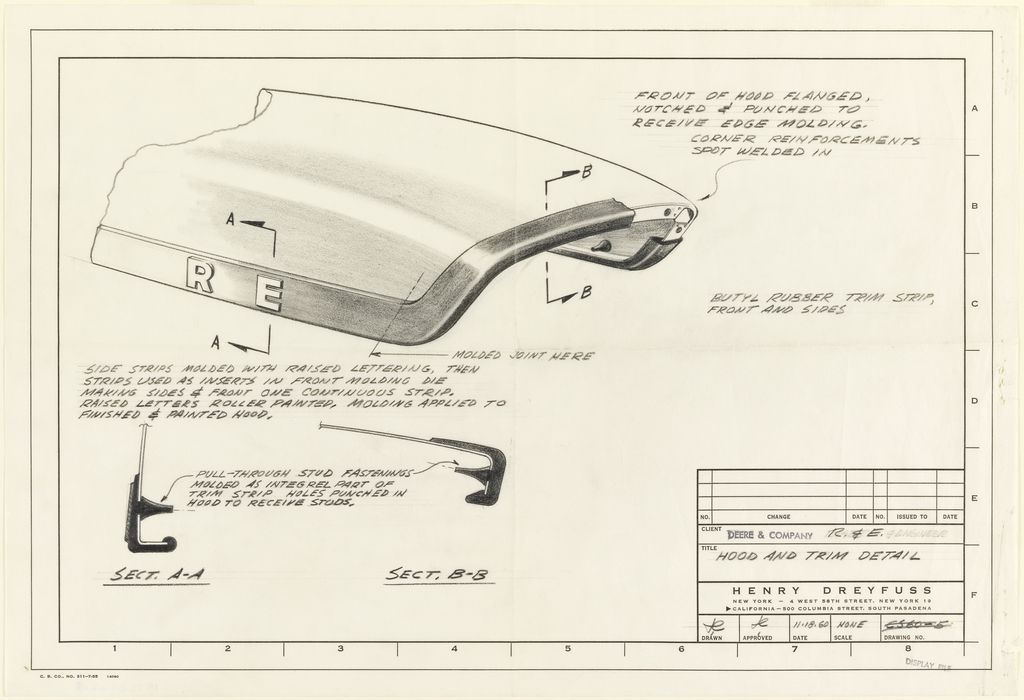 FRONT OF HOOD FLANGED,
NOTCHED & PUNCHED TO
RECEIVE EDGE MOLDING.
CORNER REINFORCEMENTS
SPOT WELDED IN
A
B
C
D
E
F
B
B
A
A
R E
BUTYL RUBBER TRIM STRIP,
FRONT AND SIDES
MOLDED JOINT HERE
SIDE STRIPS MOLDED WITH RAISED LETTERING, THEN
STRIPS USED AS INSERTS IN FRONT MOLDING DIE
MAKING SIDES & FRONT ONE CONTINUOUS STRIP.
RAISED LETTERS ROLLER PAINTED, MOLDING APPLIED TO
FINISHED & PAINTED HOOD.
PULL-THROUGH STUD FASTENINGS
MOLDED AS INTEGREL PART OF
TRIM STRIP HOLES PUNCHED IN
HOOD TO RECEIVE STUDS.
SECT. A-A
SECT. B-B
NO. CHANGE DATE NO. ISSUED TO DATE
CLIENT DEERE & COMPANY R. & E.
TITLE HOOD AND TRIM DETAIL
HENRY DREYFUSS
NEW YORK — 4 WEST 58TH STREET, NEW YORK 19
CALIFORNIA—500 COLUMBIA STREET, SOUTH PASADENA
11-18-60 NONE
DRAWN APPROVED DATE SCALE DRAWING NO.
1 2 3 4 5 6 7 8
DISPLAY FILE
C. B. CO., NO. 211-7-55